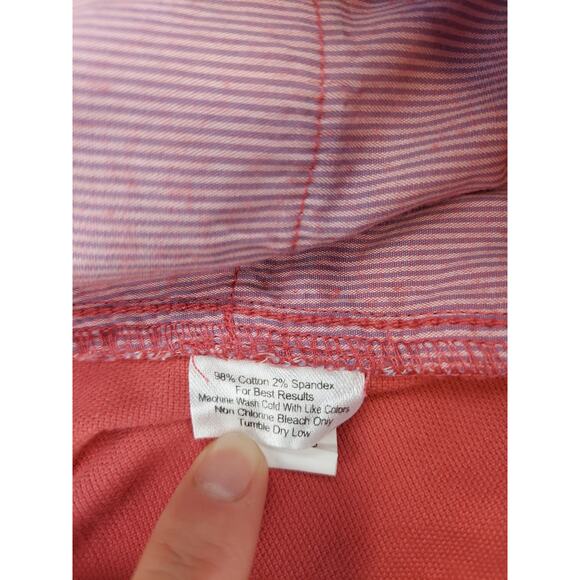 98% Cotton 2% Spandex
For Best Results
Machine Wash Cold With Like Colors
Non Chlorine Bleach Only
Tumble Dry Low